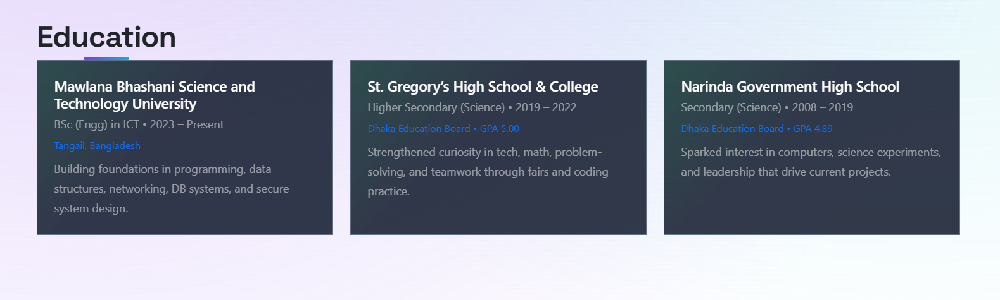 Education
Mawlana Bhashani Science and
Technology University
BSc (Engg) in ICT • 2023 – Present
Tangail, Bangladesh
Building foundations in programming, data
structures, networking, DB systems, and secure
system design.
St. Gregory’s High School & College
Higher Secondary (Science) • 2019 – 2022
Dhaka Education Board • GPA 5.00
Strengthened curiosity in tech, math, problem-
solving, and teamwork through fairs and coding
practice.
Narinda Government High School
Secondary (Science) • 2008 – 2019
Dhaka Education Board • GPA 4.89
Sparked interest in computers, science experiments,
and leadership that drive current projects.